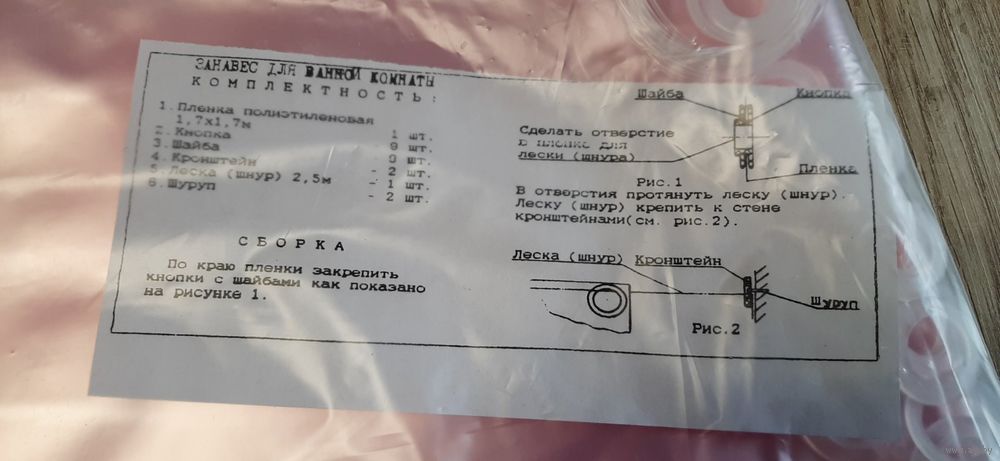 ЗАНАВЕС ДЛЯ ВАННОЙ КОМНАТЫ
КОМПЛЕКТНОСТЬ:
1. Пленка полиэтиленовая
1,7х1,7м 1 шт.
2. Кнопка 9 шт.
3. Шайба 9 шт.
4. Кронштейн - 2 шт.
5. Леска (шнур) 2,5м - 1 шт.
6. Шуруп - 2 шт.
СБОРКА
По краю пленки закрепить
кнопки с шайбами как показано
на рисунке 1.
Шайба Кнопка
Сделать отверстие
в пленке для
лески (шнура)
Пленка
Рис.1
В отверстия протянуть леску (шнур).
Леску (шнур) крепить к стене
кронштейнами(см. рис.2).
Леска (шнур) Кронштейн
Шуруп
Рис.2